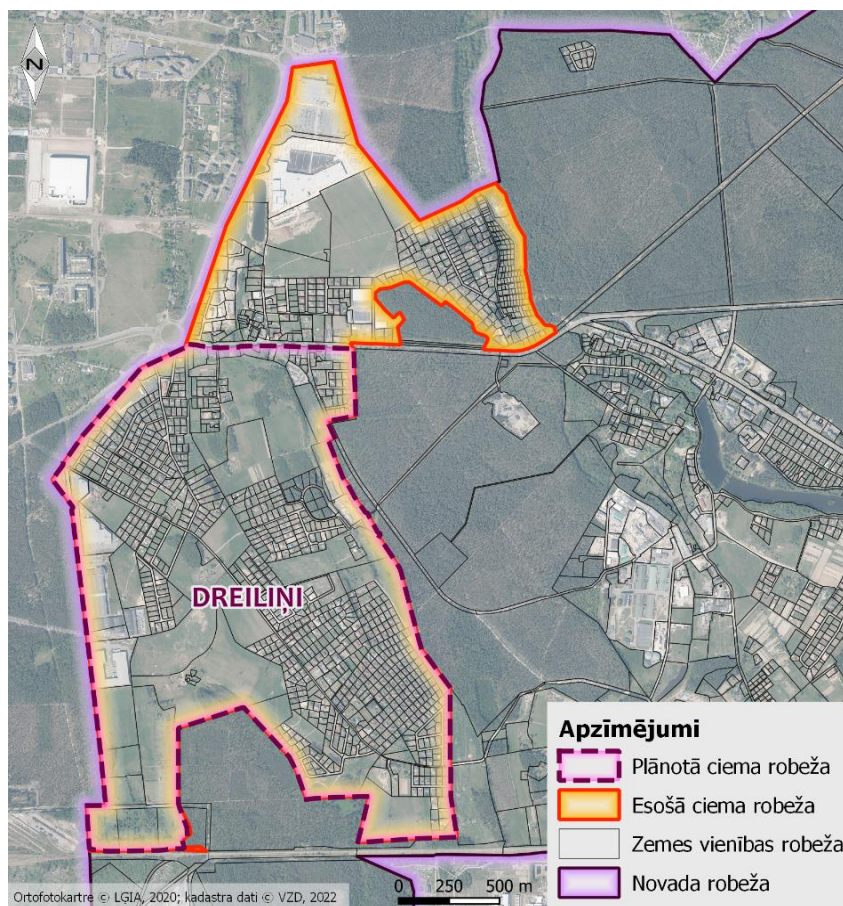 N
DREILIŅI
Apzīmējumi
Plānotā ciema robeža
Esošā ciema robeža
Zemes vienības robeža
Novada robeža
Ortofotokartre © LGIA, 2020; kadastra dati © VZD, 2022
0 250 500 m